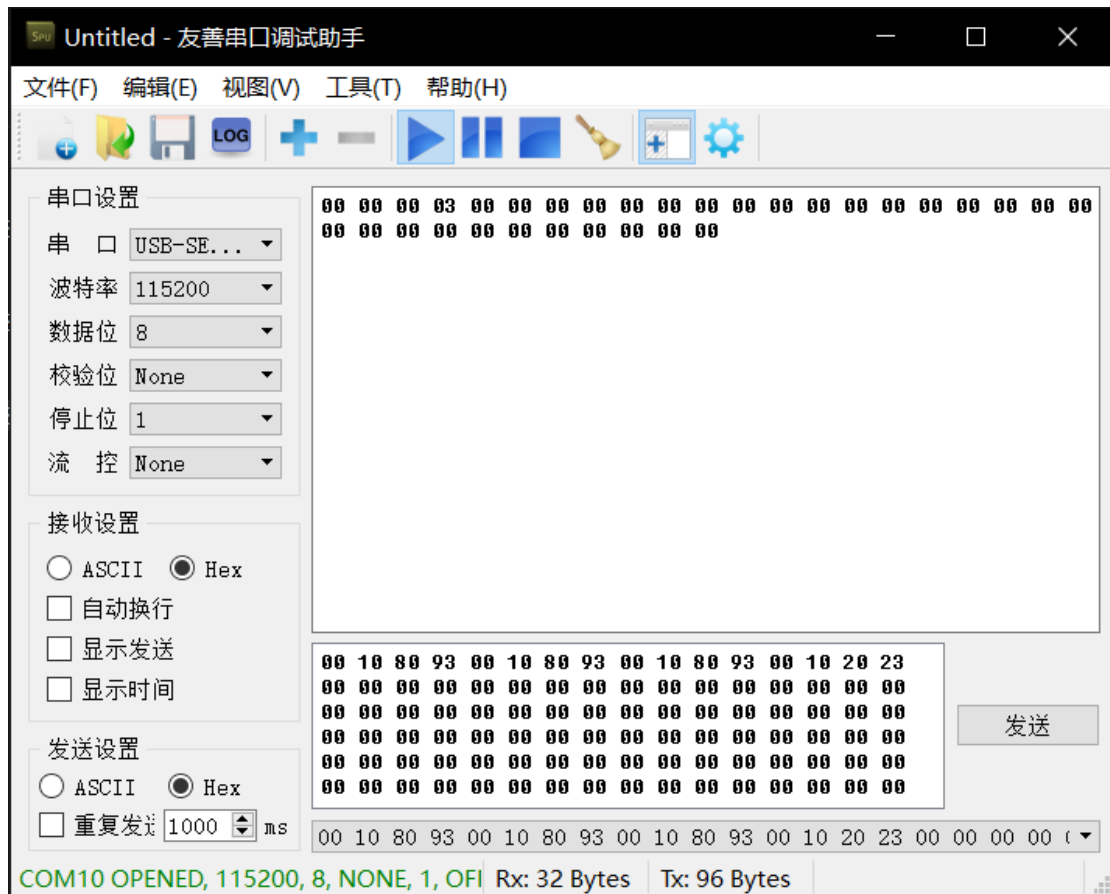 Untitled - 友善串口调试助手
文件(F) 编辑(E) 视图(V) 工具(T) 帮助(H)
LOG
串口设置
串 口 USB-SE...
波特率 115200
数据位 8
校验位 None
停止位 1
流 控 None
接收设置
ASCII Hex
自动换行
显示发送
显示时间
发送设置
ASCII Hex
重复发 1000 ms
00 00 00 03 00 00 00 00 00 00 00 00 00 00 00 00 00 00 00 00 00
00 00 00 00 00 00 00 00 00 00 00
00 10 80 93 00 10 80 93 00 10 80 93 00 10 20 23
00 00 00 00 00 00 00 00 00 00 00 00 00 00 00 00
00 00 00 00 00 00 00 00 00 00 00 00 00 00 00 00
00 00 00 00 00 00 00 00 00 00 00 00 00 00 00 00
00 00 00 00 00 00 00 00 00 00 00 00 00 00 00 00
00 00 00 00 00 00 00 00 00 00 00 00 00 00 00 00
发送
00 10 80 93 00 10 80 93 00 10 80 93 00 10 20 23 00 00 00 00
COM10 OPENED, 115200, 8, NONE, 1, OFI Rx: 32 Bytes Tx: 96 Bytes